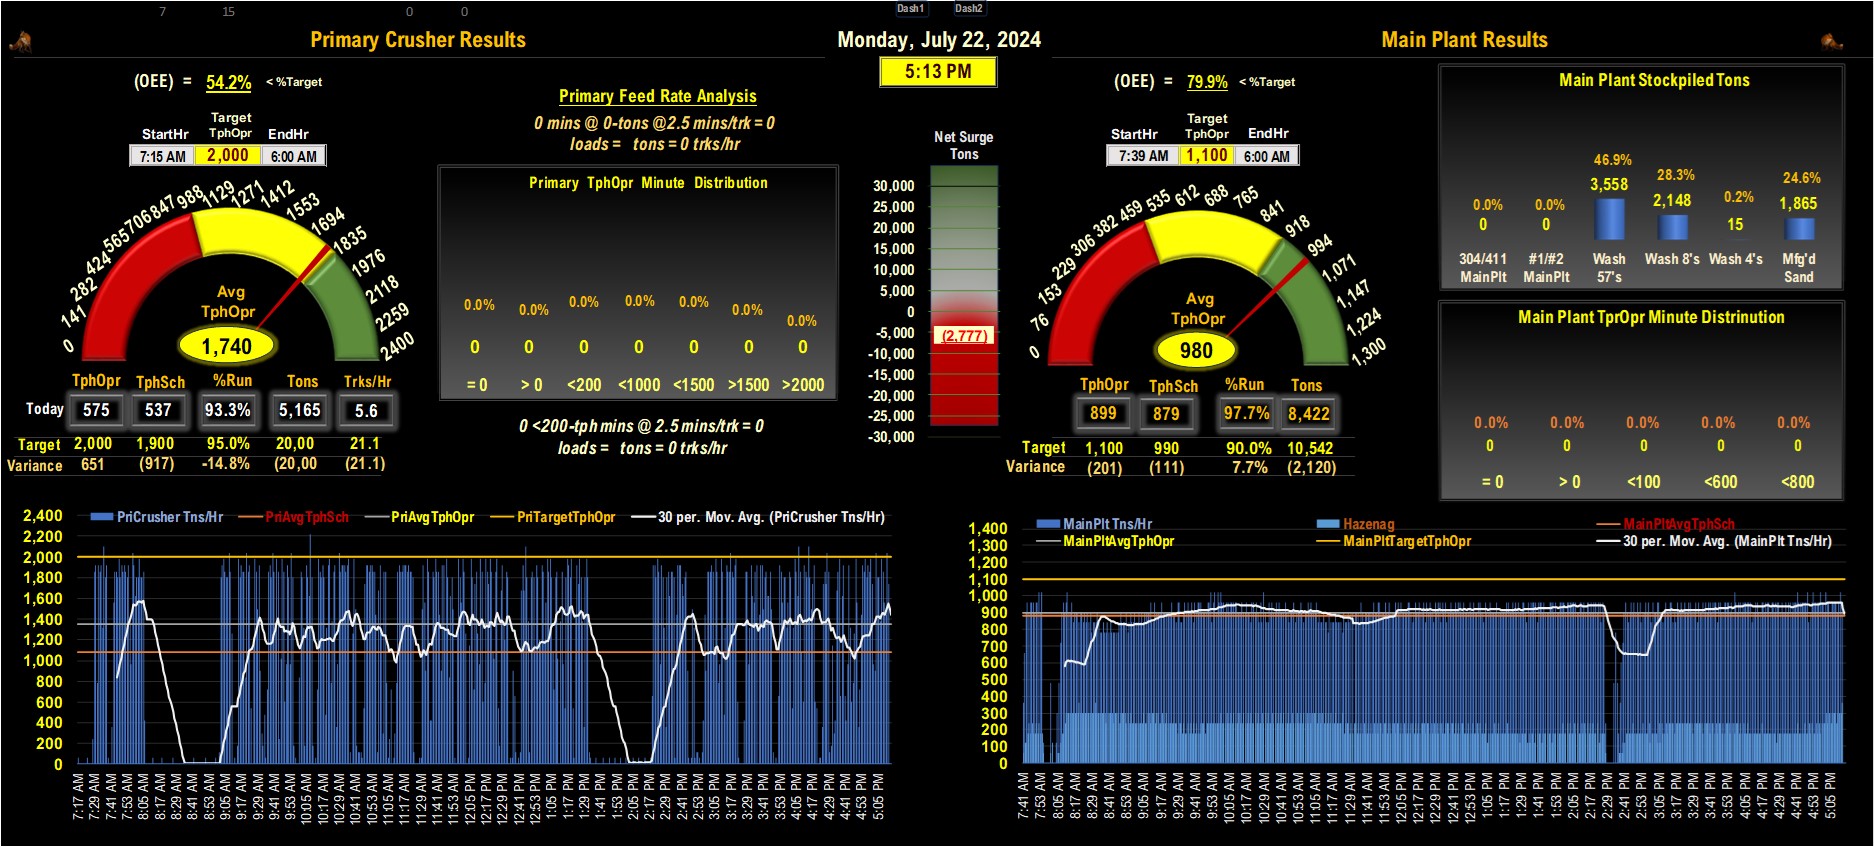 7 15 0 0 Dash1 Dash2
Primary Crusher Results
Monday, July 22, 2024
Main Plant Results
5:13 PM
(OEE) = 54.2% < %Target
Target
StartHr TphOpr EndHr
7:15 AM 2,000 6:00 AM
0 141 282 424 565 706 847 988 1129 1271 1412 1553 1694 1835 1976 2118 2259 2400
Avg
TphOpr
1,740
TphOpr TphSch %Run Tons Trks/Hr
Today 575 537 93.3% 5,165 5.6
Target 2,000 1,900 95.0% 20,00 21.1
Variance 651 (917) -14.8% (20,00 (21.1)
Primary Feed Rate Analysis
0 mins @ 0-tons @2.5 mins/trk = 0
loads = tons = 0 trks/hr
Primary TphOpr Minute Distribution
0.0% 0.0% 0.0% 0.0% 0.0% 0.0% 0.0%
0 0 0 0 0 0 0
= 0 > 0 <200 <1000 <1500 >1500 >2000
0 <200-tph mins @ 2.5 mins/trk = 0
loads = tons = 0 trks/hr
Net Surge
Tons
30,000
25,000
20,000
15,000
10,000
5,000
0
-5,000
(2,777)
-10,000
-15,000
-20,000
-25,000
-30,000
(OEE) = 79.9% < %Target
Target
StartHr TphOpr EndHr
7:39 AM 1,100 6:00 AM
0 76 153 229 306 382 459 535 612 688 765 841 918 994 1,071 1,147 1,224 1,300
Avg
TphOpr
980
TphOpr TphSch %Run Tons
899 879 97.7% 8,422
Target 1,100 990 90.0% 10,542
Variance (201) (111) 7.7% (2,120)
Main Plant Stockpiled Tons
0.0% 0.0% 46.9% 28.3% 0.2% 24.6%
0 0 3,558 2,148 15 1,865
304/411 #1/#2 Wash Wash 8's Wash 4's Mfg'd
MainPlt MainPlt 57's Sand
Main Plant TprOpr Minute Distrinution
0.0% 0.0% 0.0% 0.0% 0.0%
0 0 0 0 0
= 0 > 0 <100 <600 <800
PriCrusher Tns/Hr PriAvgTphSch PriAvgTphOpr PriTargetTphOpr 30 per. Mov. Avg. (PriCrusher Tns/Hr)
2,400
2,200
2,000
1,800
1,600
1,400
1,200
1,000
800
600
400
200
0
7:17 AM 7:29 AM 7:41 AM 7:53 AM 8:05 AM 8:17 AM 8:29 AM 8:41 AM 8:53 AM 9:05 AM 9:17 AM 9:29 AM 9:41 AM 9:53 AM 10:05 AM 10:17 AM 10:29 AM 10:41 AM 10:53 AM 11:05 AM 11:17 AM 11:29 AM 11:41 AM 11:53 AM 12:05 PM 12:17 PM 12:29 PM 12:41 PM 12:53 PM 1:05 PM 1:17 PM 1:29 PM 1:41 PM 1:53 PM 2:05 PM 2:17 PM 2:29 PM 2:41 PM 2:53 PM 3:05 PM 3:17 PM 3:29 PM 3:41 PM 3:53 PM 4:05 PM 4:17 PM 4:29 PM 4:41 PM 4:53 PM 5:05 PM
MainPlt Tns/Hr Hazenag MainPltAvgTphSch
MainPltAvgTphOpr MainPltTargetTphOpr 30 per. Mov. Avg. (MainPlt Tns/Hr)
1,400
1,300
1,200
1,100
1,000
900
800
700
600
500
400
300
200
100
0
7:41 AM 7:53 AM 8:05 AM 8:17 AM 8:29 AM 8:41 AM 8:53 AM 9:05 AM 9:17 AM 9:29 AM 9:41 AM 9:53 AM 10:05 AM 10:17 AM 10:29 AM 10:41 AM 10:53 AM 11:05 AM 11:17 AM 11:29 AM 11:41 AM 11:53 AM 12:05 PM 12:17 PM 12:29 PM 12:41 PM 12:53 PM 1:05 PM 1:17 PM 1:29 PM 1:41 PM 1:53 PM 2:05 PM 2:17 PM 2:29 PM 2:41 PM 2:53 PM 3:05 PM 3:17 PM 3:29 PM 3:41 PM 3:53 PM 4:05 PM 4:17 PM 4:29 PM 4:41 PM 4:53 PM 5:05 PM